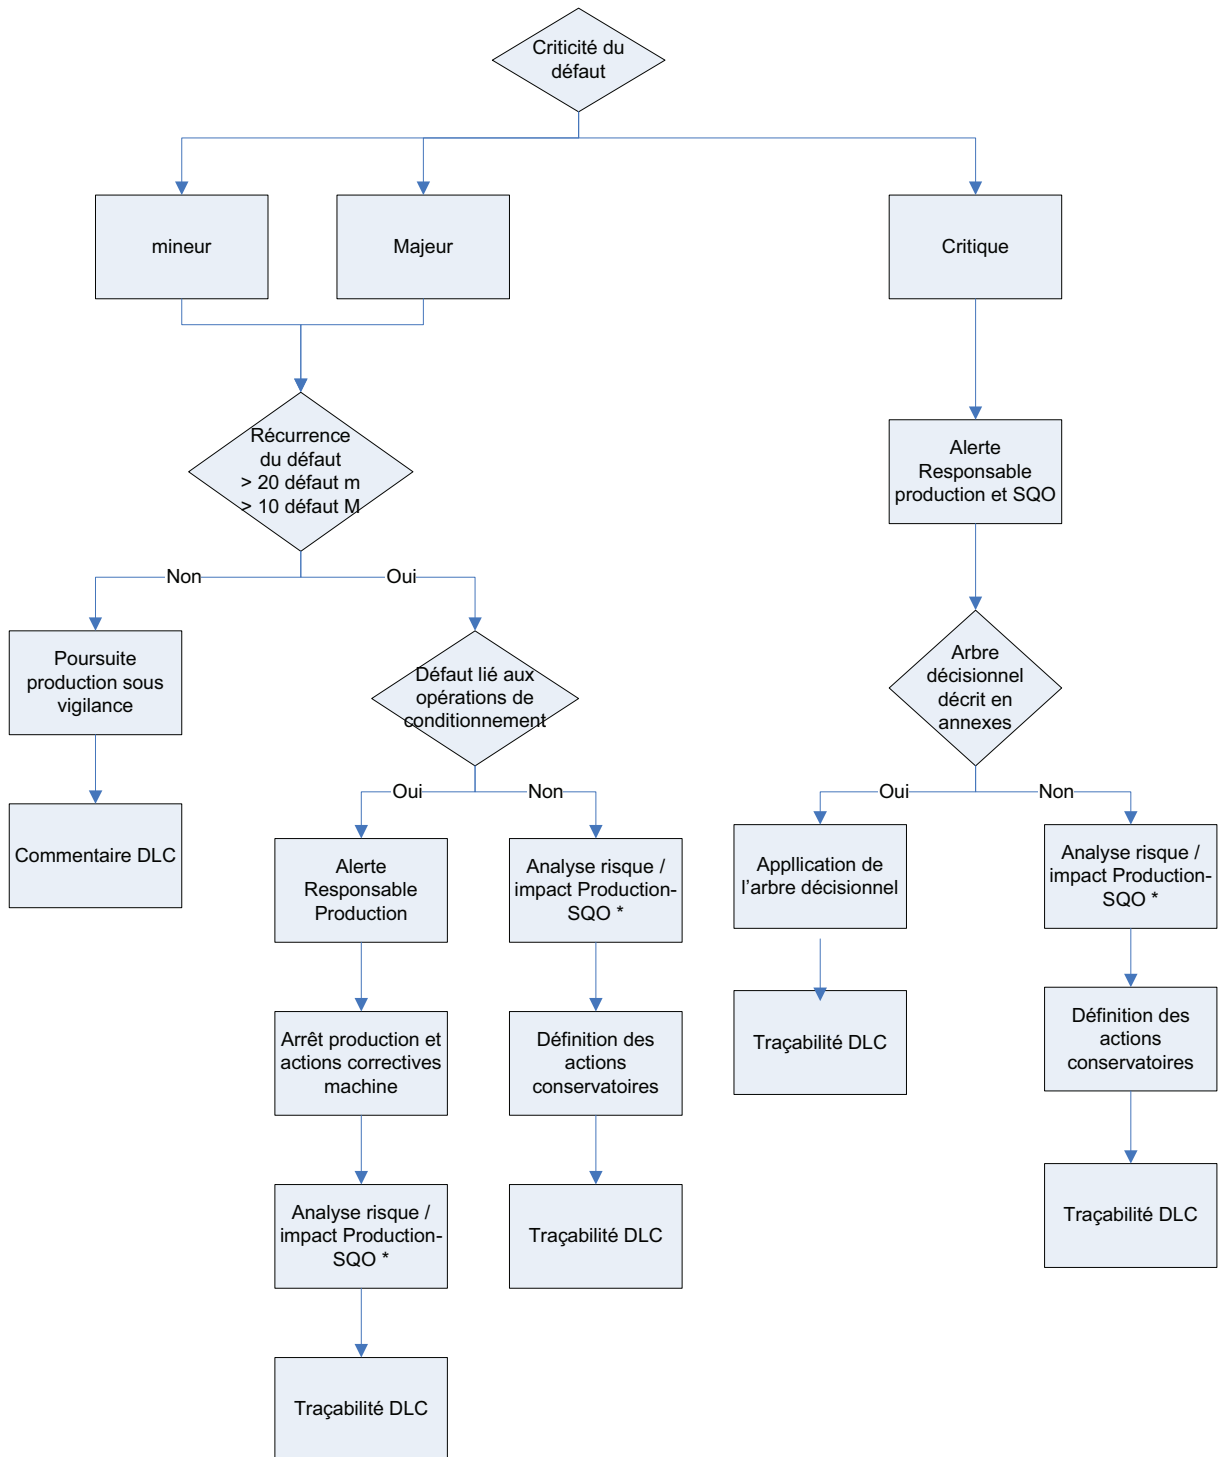 Criticité du
défaut
mineur
Majeur
Critique
Récurrence
du défaut
> 20 défaut m
> 10 défaut M
Alerte
Responsable
production et SQO
Non
Oui
Poursuite
production sous
vigilance
Défaut lié aux
opérations de
conditionnement
Arbre
décisionnel
décrit en
annexes
Oui
Non
Oui
Non
Commentaire DLC
Alerte
Responsable
Production
Analyse risque /
impact Production-
SQO *
Appllication de
l’arbre décisionnel
Analyse risque /
impact Production-
SQO *
Arrêt production et
actions correctives
machine
Définition des
actions
conservatoires
Traçabilité DLC
Définition des
actions
conservatoires
Analyse risque /
impact Production-
SQO *
Traçabilité DLC
Traçabilité DLC
Traçabilité DLC